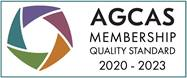 AGCAS
MEMBERSHIP
QUALITY STANDARD
2020 - 2023